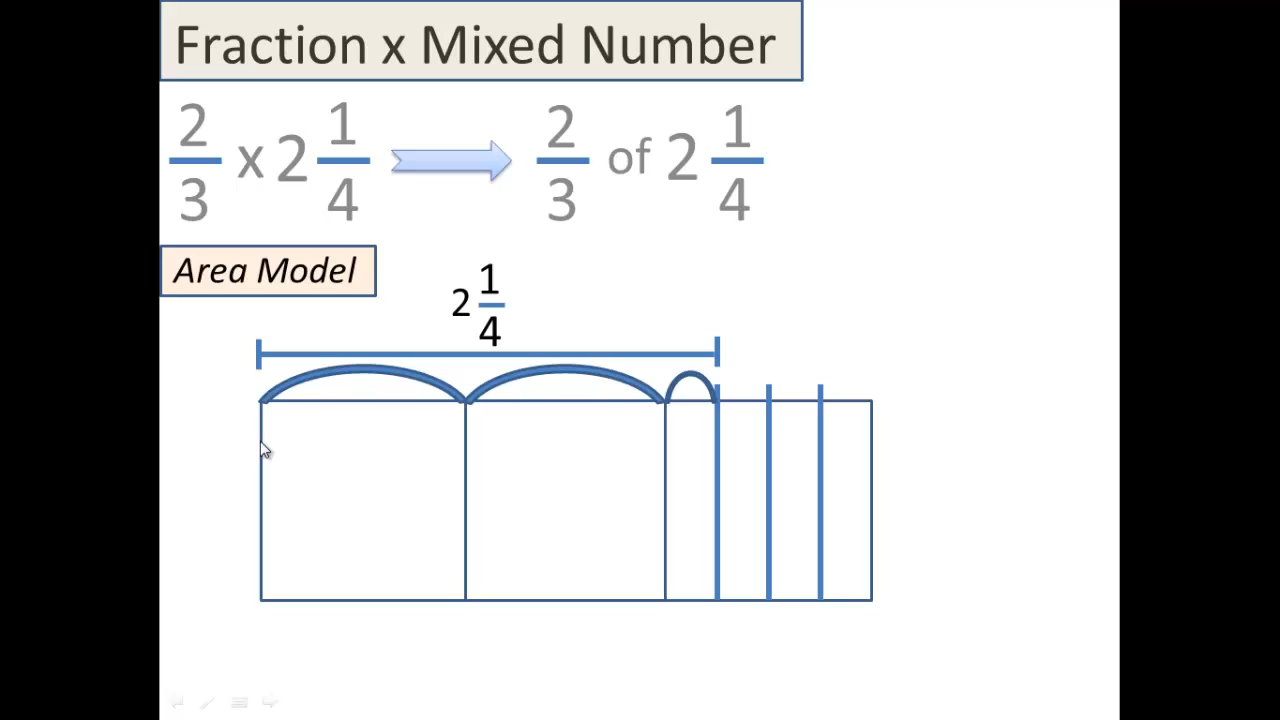 Fraction x Mixed Number
2/3 x 2 1/4 2/3 of 2 1/4
Area Model
2 1/4